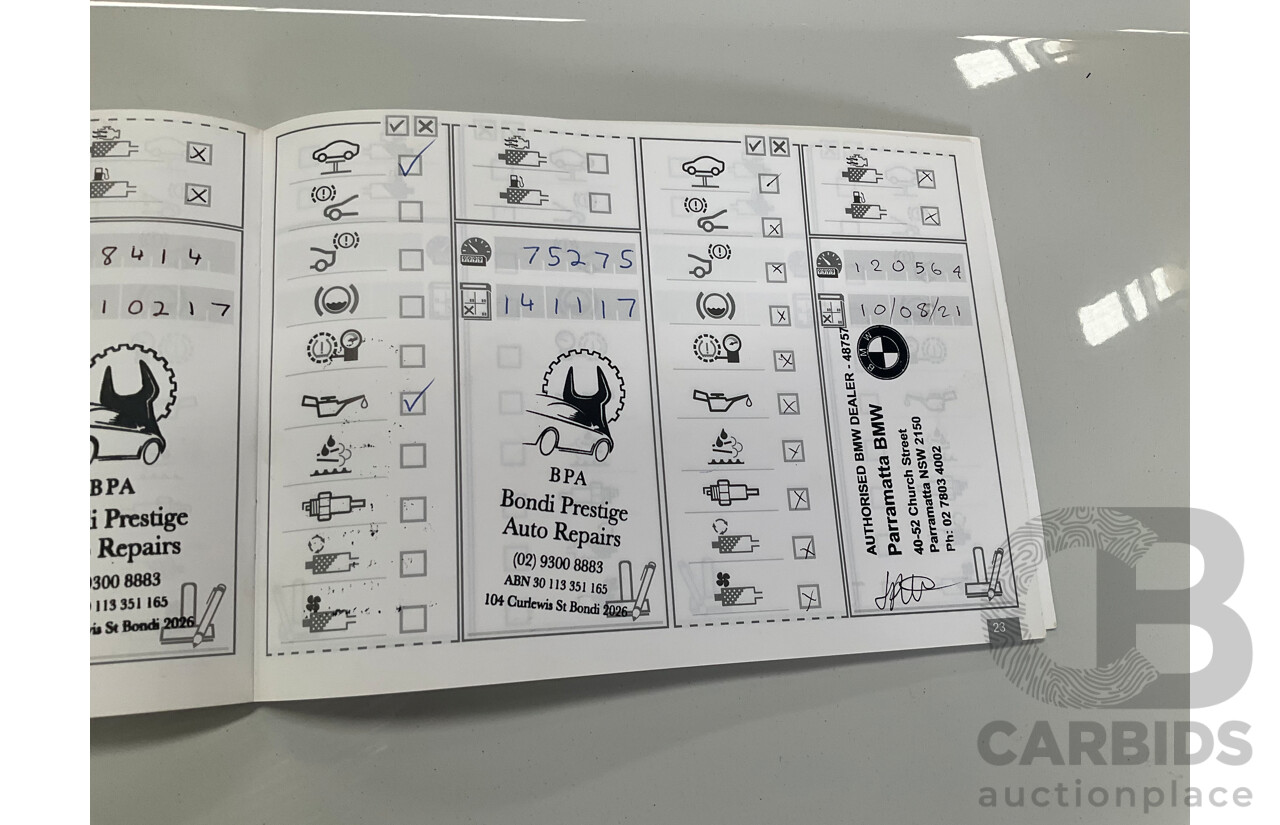 8414
10217
BPA
i Prestige
Repairs
9300 8883
113 351 165
is St Bondi 2026
75275
141117
BPA
Bondi Prestige
Auto Repairs
(02) 9300 8883
ABN 30 113 351 165
104 Curlewis St Bondi 2026
120564
10/08/21
BMW
AUTHORISED BMW DEALER - 48757
Parramatta BMW
40-52 Church Street
Parramatta NSW 2150
Ph: 02 7803 4002
23
CARBIDS
auctionplace